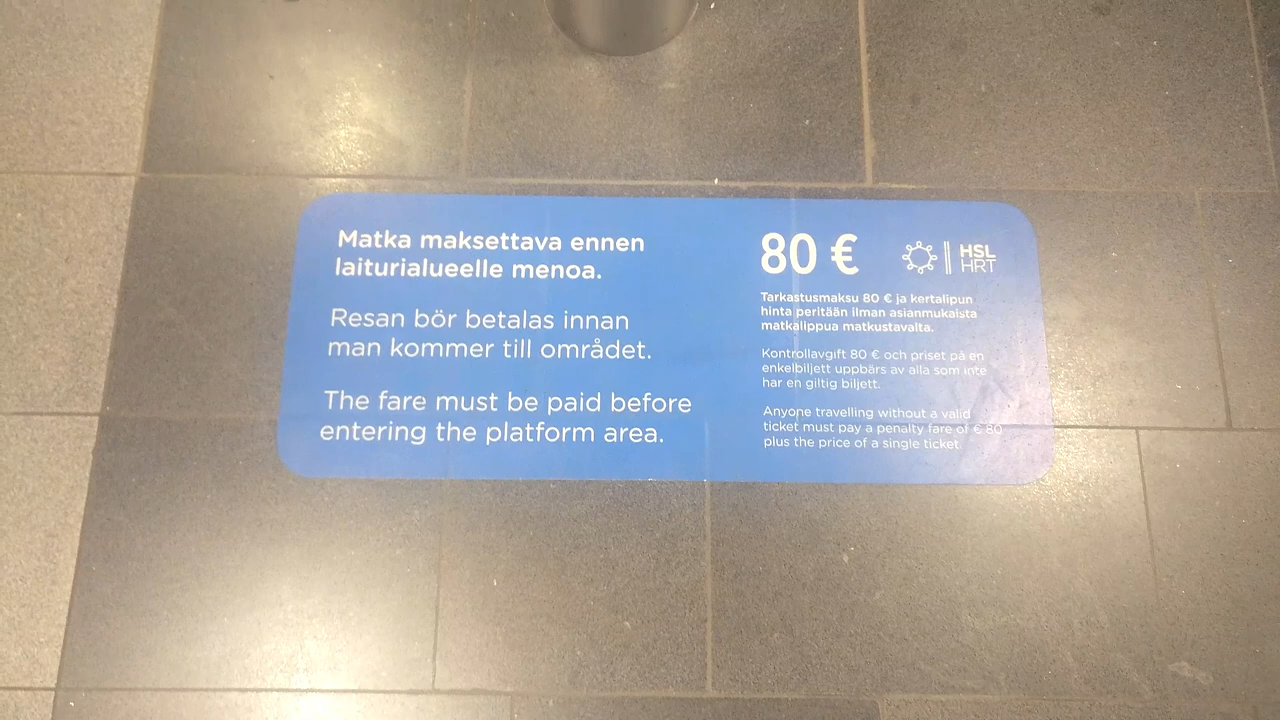 Matka maksettava ennen
laiturialueelle menoa.
Resan bör betalas innan
man kommer till området.
The fare must be paid before
entering the platform area.
80 €
HSL
HRT
Tarkastusmaksu 80 € ja kertalipun
hinta peritään ilman asianmukaista
matkalippua matkustavalta.
Kontrollavgift 80 € och priset på en
enkelbiljett uppbärs av alla som inte
har en giltig biljett.
Anyone travelling without a valid
ticket must pay a penalty fare of € 80
plus the price of a single ticket.